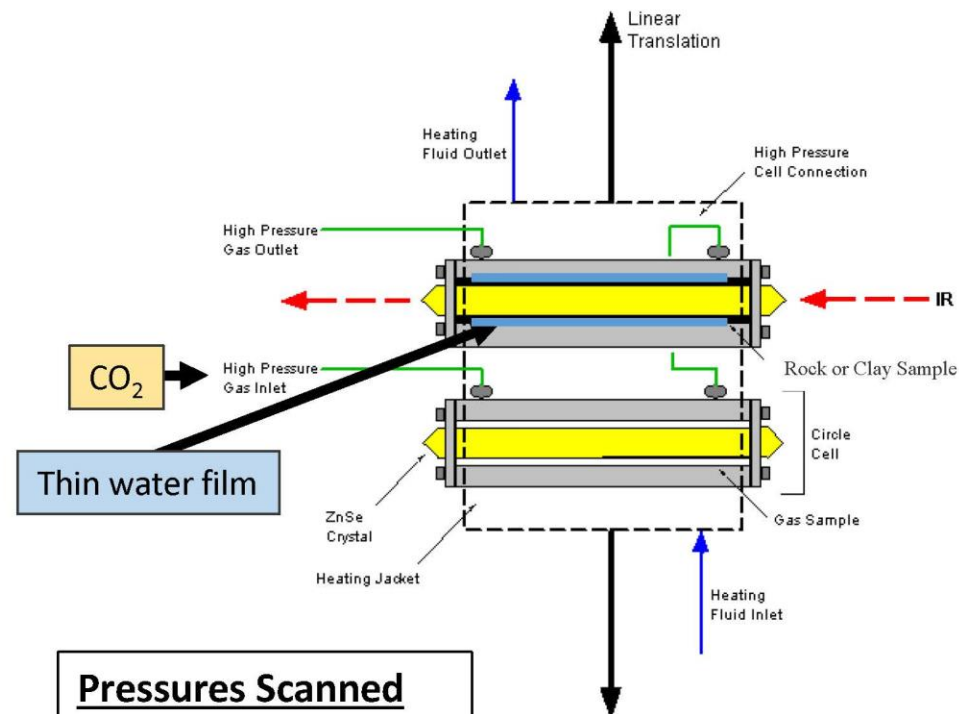 Linear
Translation
Heating
Fluid Outlet
High Pressure
Cell Connection
High Pressure
Gas Outlet
IR
Rock or Clay Sample
CO₂
High Pressure
Gas Inlet
Circle
Cell
Thin water film
ZnSe
Crystal
Gas Sample
Heating Jacket
Heating
Fluid Inlet
Pressures Scanned